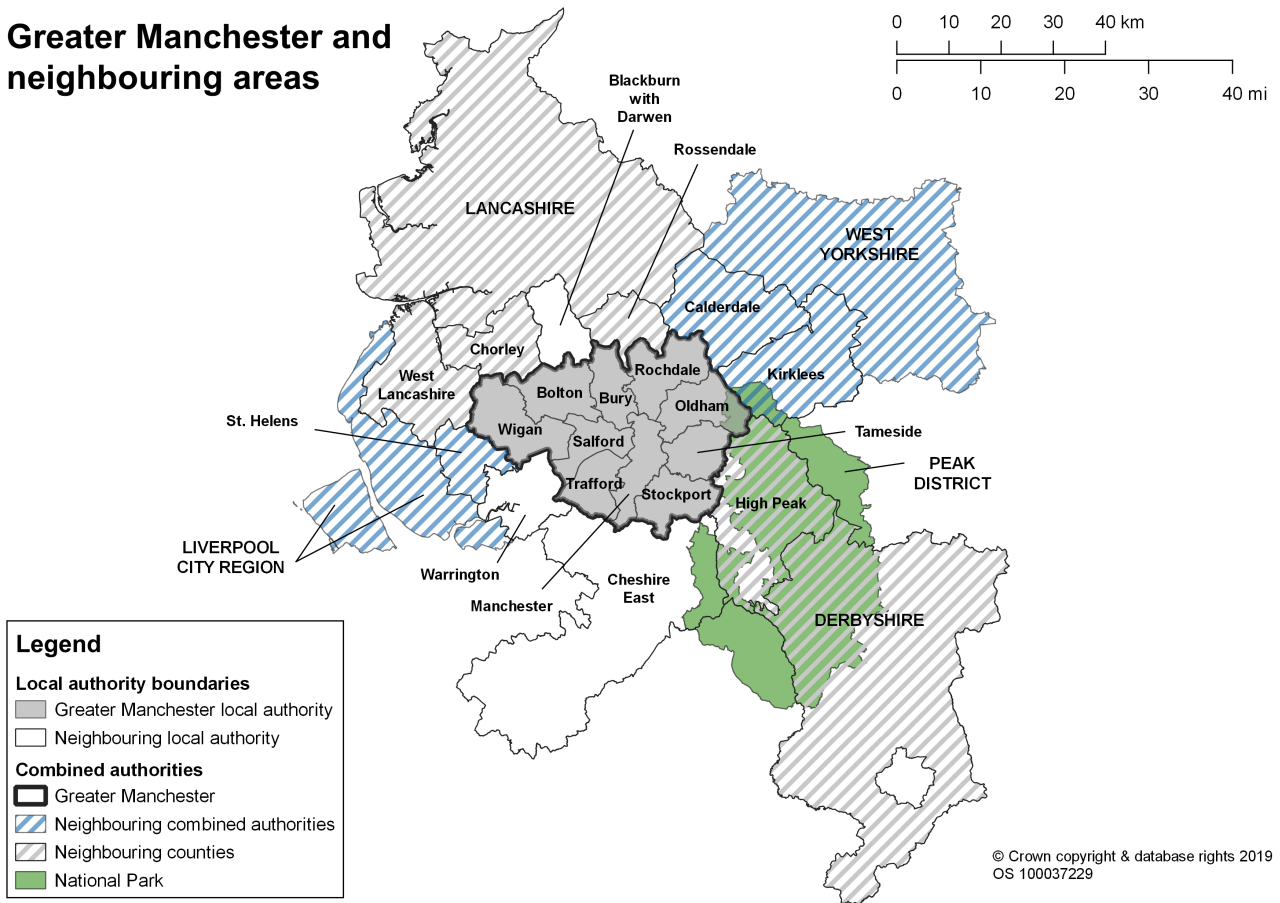 Greater Manchester and
neighbouring areas
0 10 20 30 40 km
0 10 20 30 40 mi
Blackburn
with
Darwen
Rossendale
LANCASHIRE
WEST
YORKSHIRE
Calderdale
Chorley
Kirklees
West
Lancashire
Rochdale
Bolton
Bury
Oldham
St. Helens
Wigan
Salford
Tameside
PEAK
DISTRICT
Trafford
Stockport
High Peak
LIVERPOOL
CITY REGION
Warrington
Manchester
Cheshire
East
DERBYSHIRE
Legend
Local authority boundaries
Greater Manchester local authority
Neighbouring local authority
Combined authorities
Greater Manchester
Neighbouring combined authorities
Neighbouring counties
National Park
© Crown copyright & database rights 2019
OS 100037229